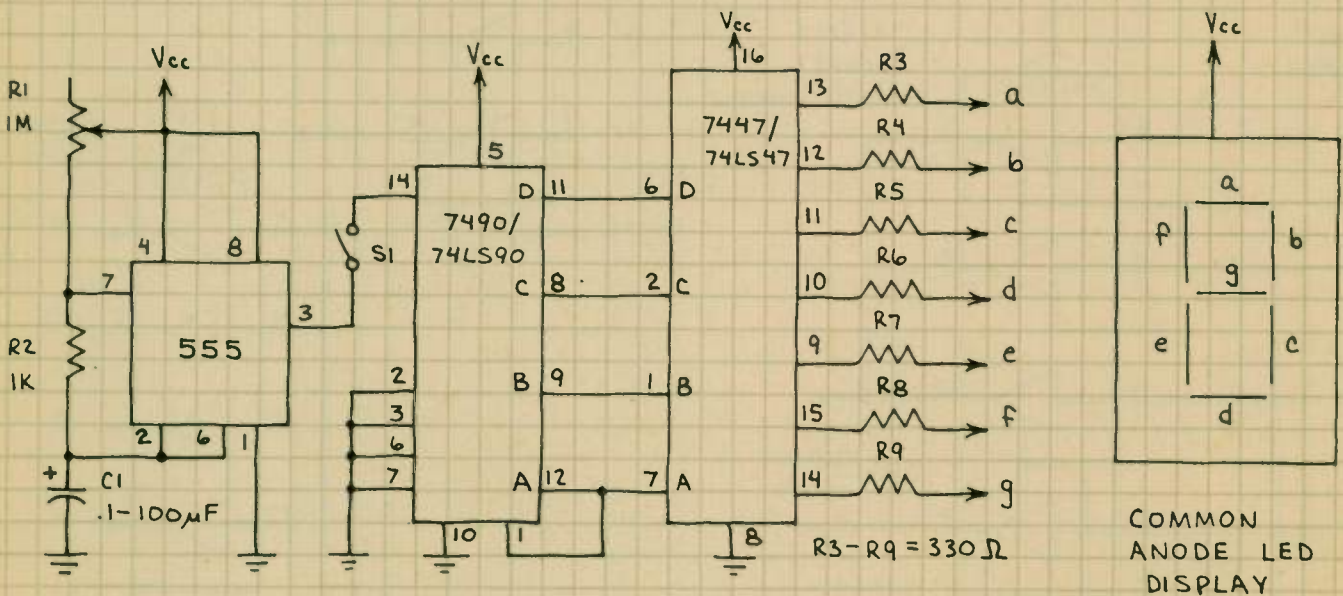 R1
1M
Vcc
4
8
7
3
555
R2
1K
2
6
1
+
C1
.1-100µF
S1
Vcc
5
14
7490/
74LS90
D
11
C
8
B
9
A
12
2
3
6
7
10
1
Vcc
16
7447/
74LS47
6
D
2
C
1
B
7
A
8
13
R3
a
12
R4
b
11
R5
c
10
R6
d
9
R7
e
15
R8
f
14
R9
g
R3-R9 = 330 Ω
Vcc
a
f
b
g
e
c
d
COMMON
ANODE LED
DISPLAY